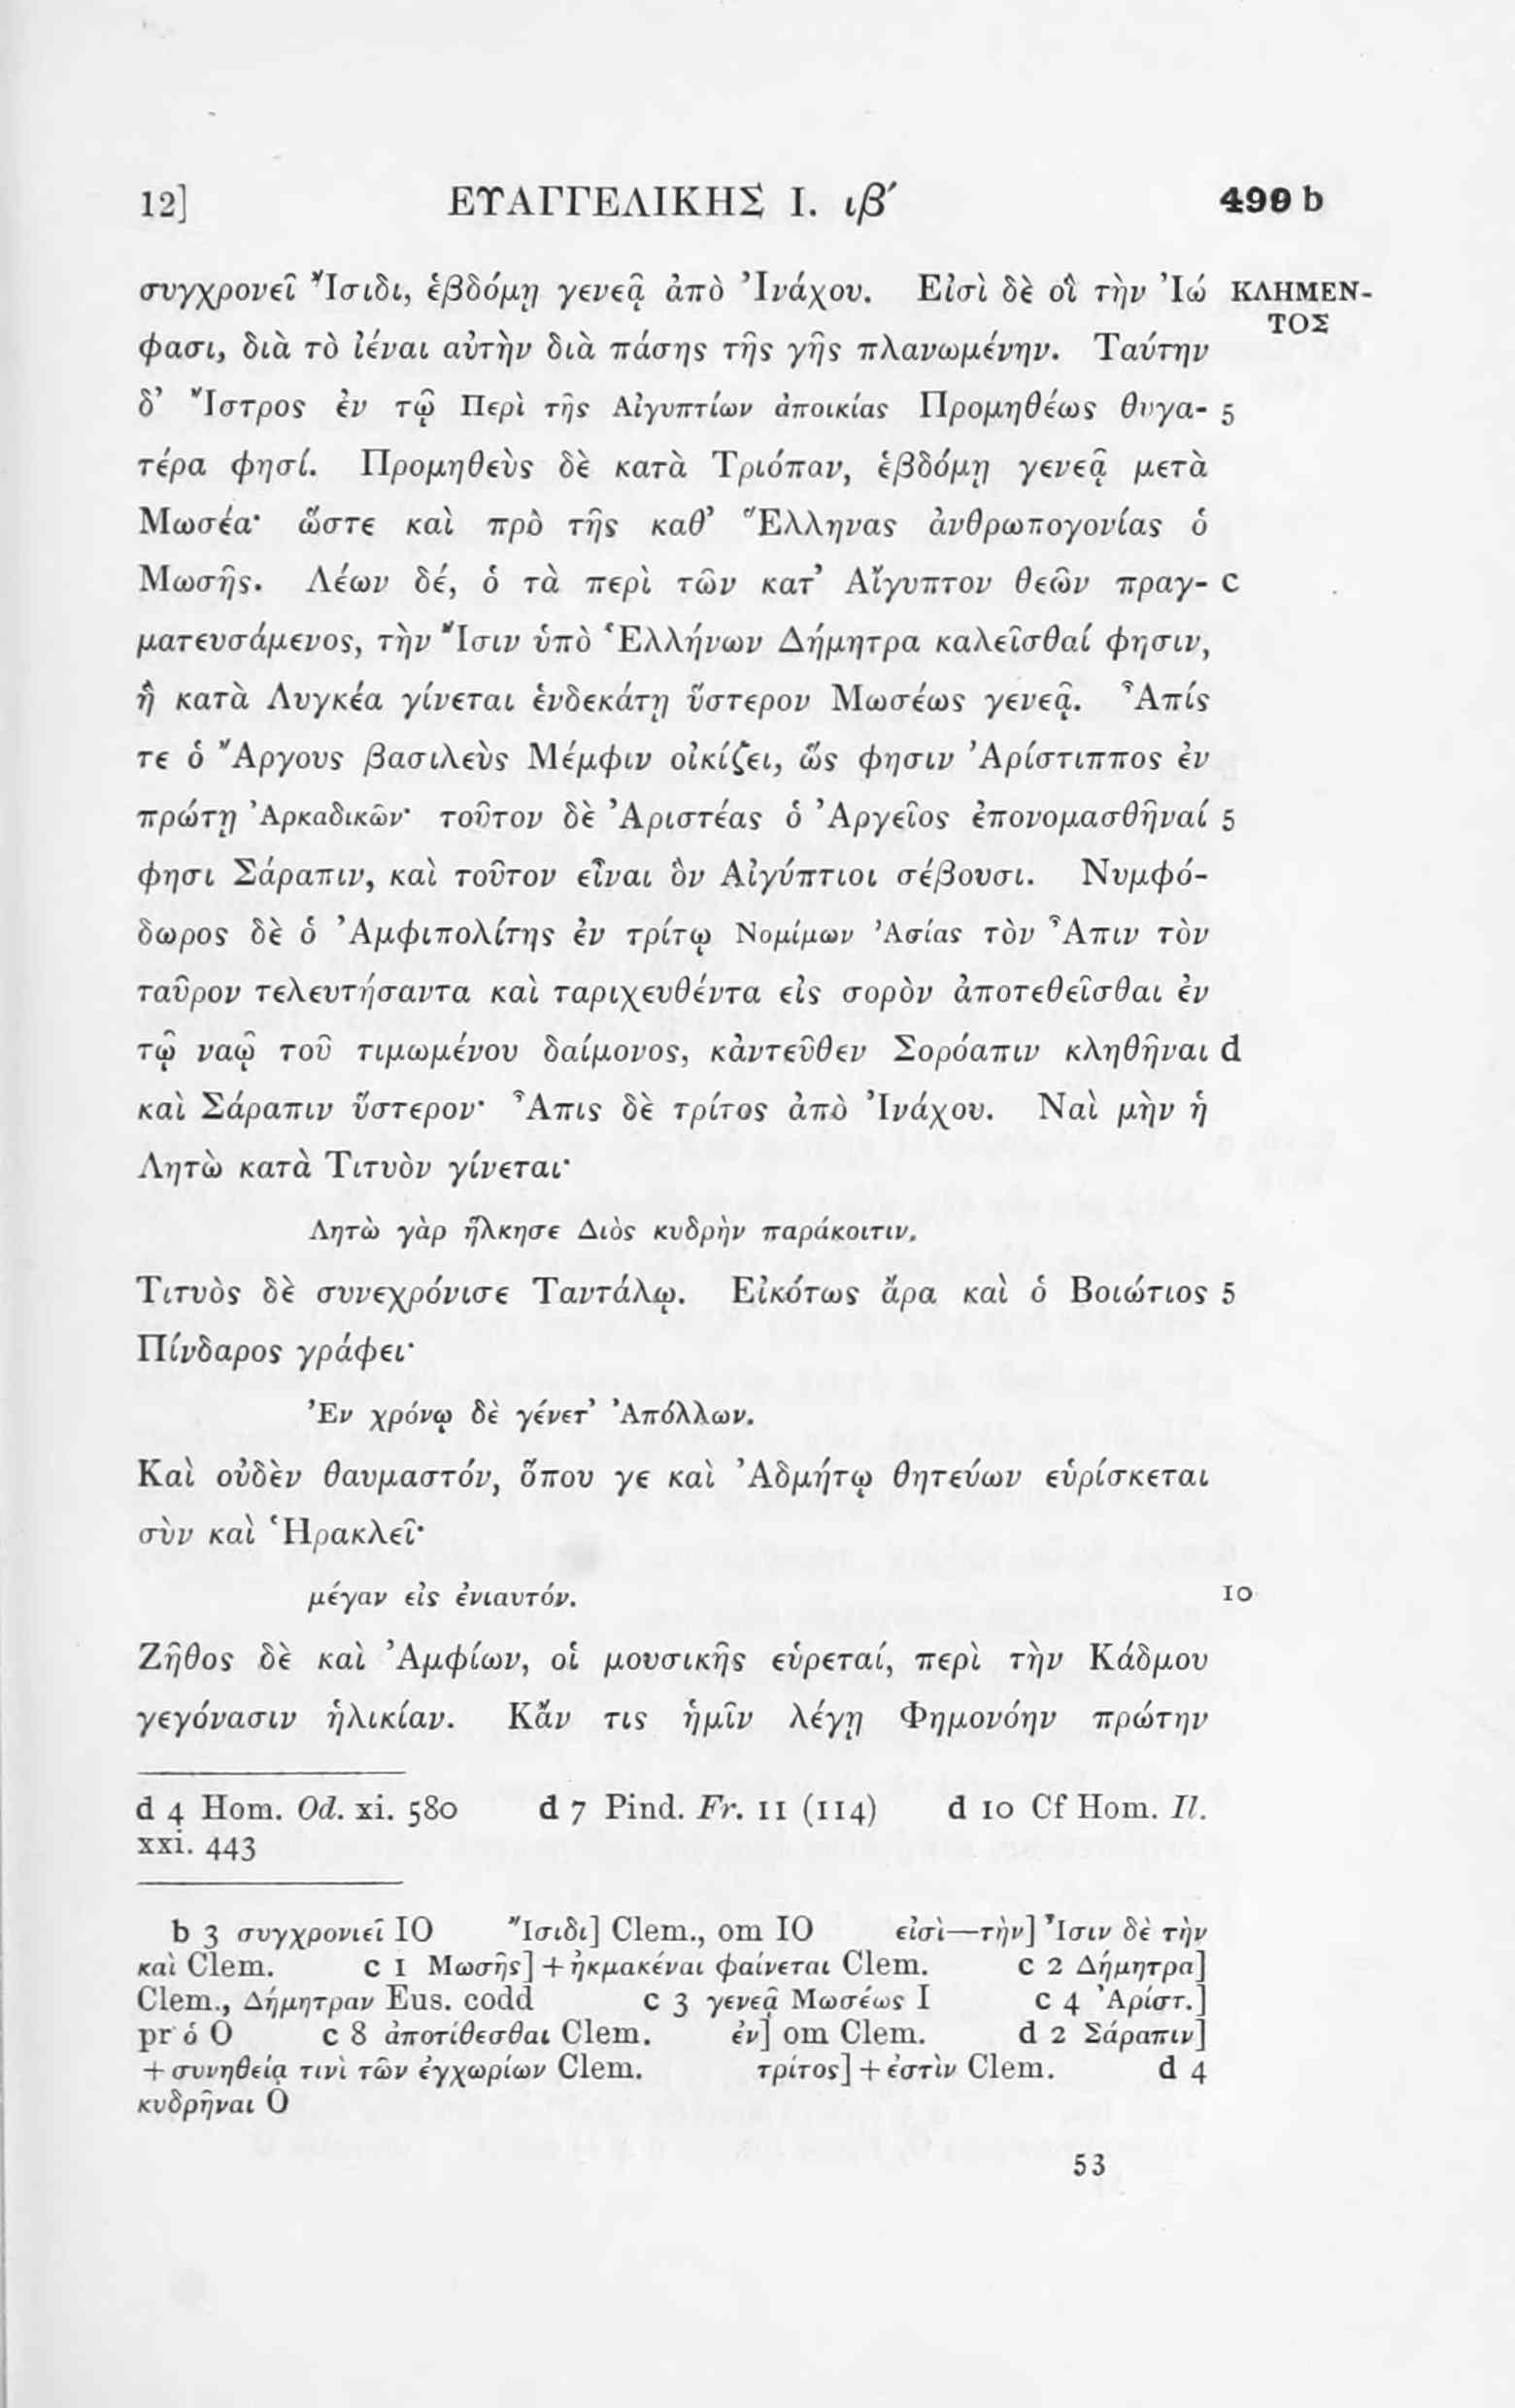 12] ΕΥΑΓΓΕΛΙΚΗΣ Ι. ιβ′ 499 b
συγχρονεῖ Ἴσιδι, ἑβδόμῃ γενεᾷ ἀπὸ Ἰνάχου. Εἰσὶ δὲ οἳ τὴν Ἰώ ΚΛΗΜΕΝ-
ΤΟΣ
φασι, διὰ τὸ ἰέναι αὐτὴν διὰ πάσης τῆς γῆς πλανωμένην. Ταύτην
δ’ Ἴστρος ἐν τῷ Περὶ τῆς Αἰγυπτίων ἀποικίας Προμηθέως θυγα- 5
τέρα φησί. Προμηθεὺς δὲ κατὰ Τριόπαν, ἑβδόμῃ γενεᾷ μετὰ
Μωσέα· ὥστε καὶ πρὸ τῆς καθ’ Ἕλληνας ἀνθρωπογονίας ὁ
Μωσῆς. Λέων δέ, ὁ τὰ περὶ τῶν κατ’ Αἴγυπτον θεῶν πραγ- c
ματευσάμενος, τὴν Ἴσιν ὑπὸ Ἑλλήνων Δήμητρα καλεῖσθαί φησιν,
ἣ κατὰ Λυγκέα γίνεται ἑνδεκάτῃ ὕστερον Μωσέως γενεᾷ. Ἆπίς
τε ὁ Ἄργους βασιλεὺς Μέμφιν οἰκίζει, ὥς φησιν Ἀρίστιππος ἐν
πρώτῃ Ἀρκαδικῶν· τοῦτον δὲ Ἀριστέας ὁ Ἀργεῖος ἐπονομασθῆναί 5
φησι Σάραπιν, καὶ τοῦτον εἶναι ὃν Αἰγύπτιοι σέβουσι. Νυμφό-
δωρος δὲ ὁ Ἀμφιπολίτης ἐν τρίτῳ Νομίμων Ἀσίας τὸν Ἆπιν τὸν
ταῦρον τελευτήσαντα καὶ ταριχευθέντα εἰς σορὸν ἀποτεθεῖσθαι ἐν
τῷ ναῷ τοῦ τιμωμένου δαίμονος, κἀντεῦθεν Σορόαπιν κληθῆναι d
καὶ Σάραπιν ὕστερον· Ἆπις δὲ τρίτος ἀπὸ Ἰνάχου. Ναὶ μὴν ἡ
Λητὼ κατὰ Τιτυὸν γίνεται·
Λητὼ γὰρ ἥλκησε Διὸς κυδρὴν παράκοιτιν.
Τιτυὸς δὲ συνεχρόνισε Ταντάλῳ. Εἰκότως ἄρα καὶ ὁ Βοιώτιος 5
Πίνδαρος γράφει·
Ἐν χρόνῳ δὲ γένετ’ Ἀπόλλων.
Καὶ οὐδὲν θαυμαστόν, ὅπου γε καὶ Ἀδμήτῳ θητεύων εὑρίσκεται
σὺν καὶ Ἡρακλεῖ·
μέγαν εἰς ἐνιαυτόν. 10
Ζῆθος δὲ καὶ Ἀμφίων, οἱ μουσικῆς εὑρεταί, περὶ τὴν Κάδμου
γεγόνασιν ἡλικίαν. Κἄν τις ἡμῖν λέγῃ Φημονόην πρώτην
d 4 Hom. Od. xi. 580 d 7 Pind. Fr. 11 (114) d 10 Cf Hom. Il.
xxi. 443
b 3 συγχρονιεῖ IO Ἴσιδι] Clem., om IO εἰσὶ—τὴν] Ἶσιν δὲ τὴν
καὶ Clem. c 1 Μωσῆς] + ἠκμακέναι φαίνεται Clem. c 2 Δήμητρα]
Clem., Δήμητραν Eus. codd c 3 γενεᾷ Μωσέως I c 4 Ἀρίστ.]
pr ὁ O c 8 ἀποτίθεσθαι Clem. ἐν] om Clem. d 2 Σάραπιν]
+ συνηθείᾳ τινὶ τῶν ἐγχωρίων Clem. τρίτος] + ἐστὶν Clem. d 4
κυδρῆναι O
53